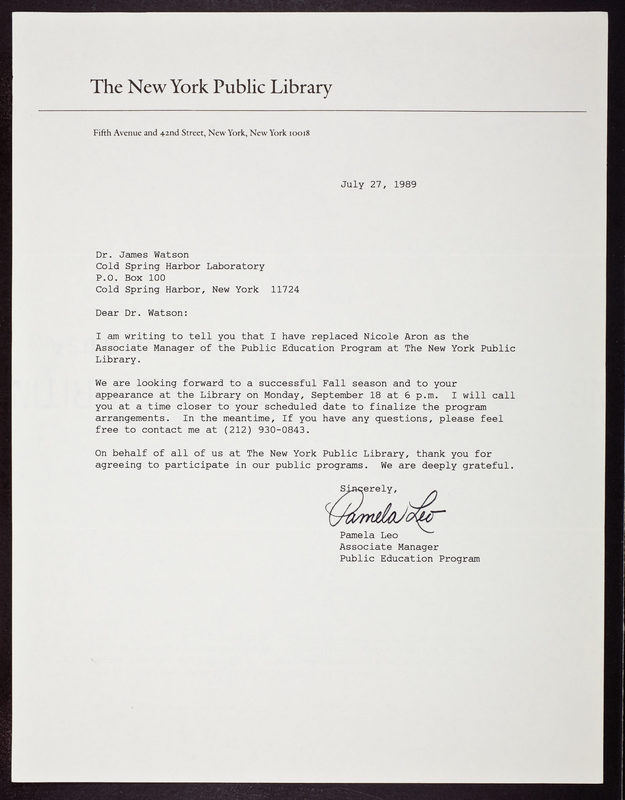 The New York Public Library
Fifth Avenue and 42nd Street, New York, New York 10018
July 27, 1989
Dr. James Watson
Cold Spring Harbor Laboratory
P.O. Box 100
Cold Spring Harbor, New York  11724
Dear Dr. Watson:
I am writing to tell you that I have replaced Nicole Aron as the
Associate Manager of the Public Education Program at The New York Public
Library.
We are looking forward to a successful Fall season and to your
appearance at the Library on Monday, September 18 at 6 p.m.  I will call
you at a time closer to your scheduled date to finalize the program
arrangements.  In the meantime, If you have any questions, please feel
free to contact me at (212) 930-0843.
On behalf of all of us at The New York Public Library, thank you for
agreeing to participate in our public programs.  We are deeply grateful.
Sincerely,
Pamela Leo
Pamela Leo
Associate Manager
Public Education Program